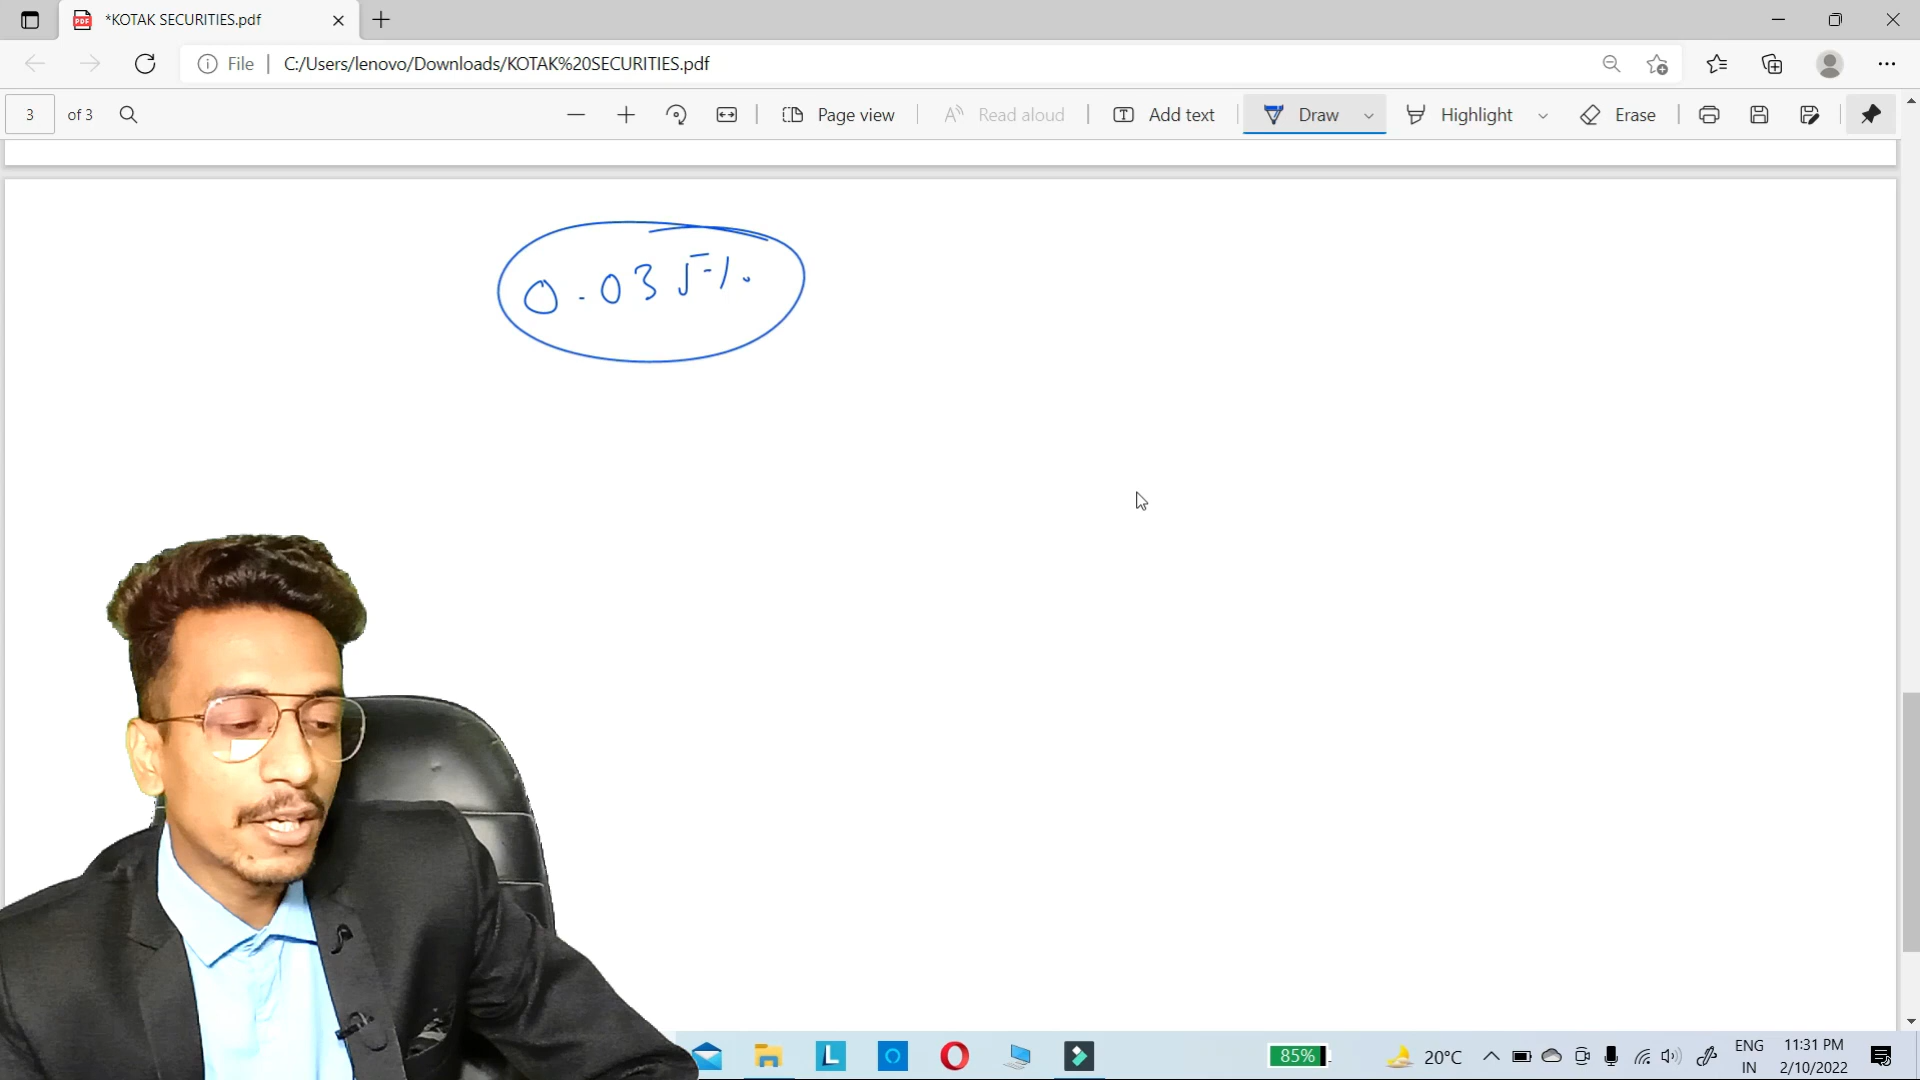 *KOTAK SECURITIES.pdf
File | C:/Users/lenovo/Downloads/KOTAK%20SECURITIES.pdf
3 of 3 Page view Read aloud Add text Draw Highlight Erase
0.035%
85% 20°C ENG IN 11:31 PM 2/10/2022